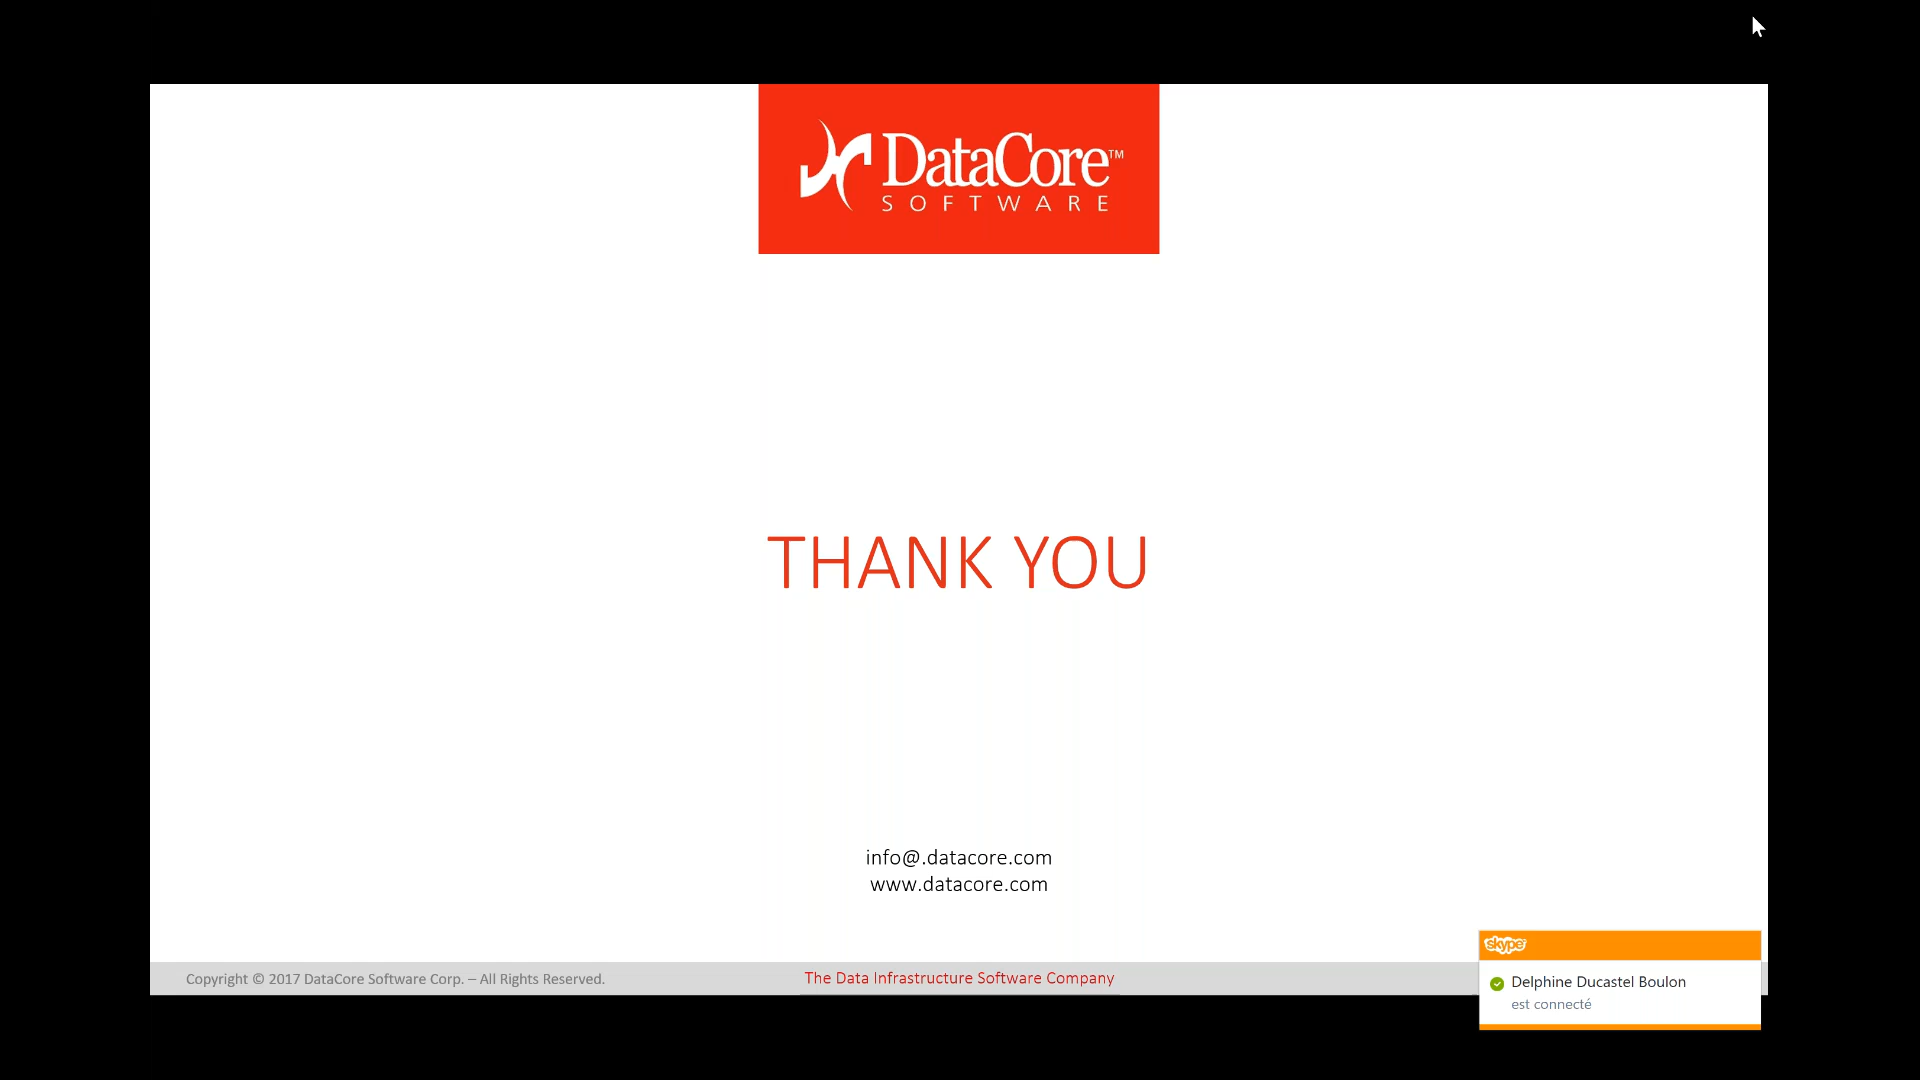 DataCore™
SOFTWARE
THANK YOU
info@.datacore.com
www.datacore.com
Copyright © 2017 DataCore Software Corp. – All Rights Reserved.
The Data Infrastructure Software Company
skype
Delphine Ducastel Boulon
est connecté